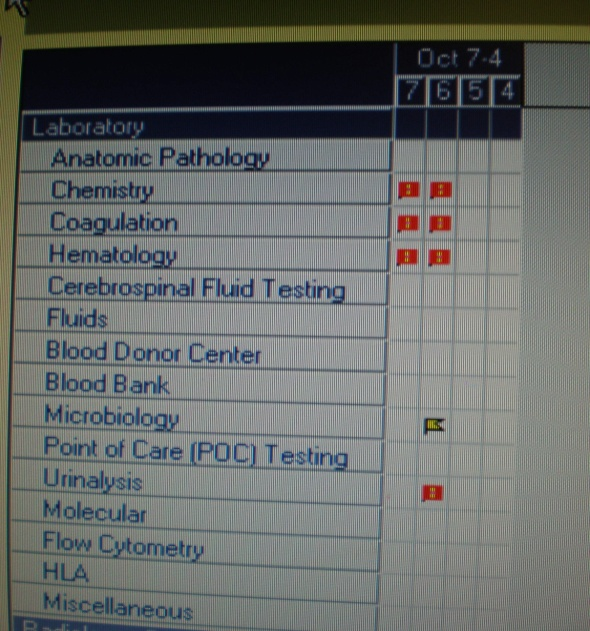 Oct 7-4
7 6 5 4
Laboratory
Anatomic Pathology
Chemistry
Coagulation
Hematology
Cerebrospinal Fluid Testing
Fluids
Blood Donor Center
Blood Bank
Microbiology
Point of Care (POC) Testing
Urinalysis
Molecular
Flow Cytometry
HLA
Miscellaneous